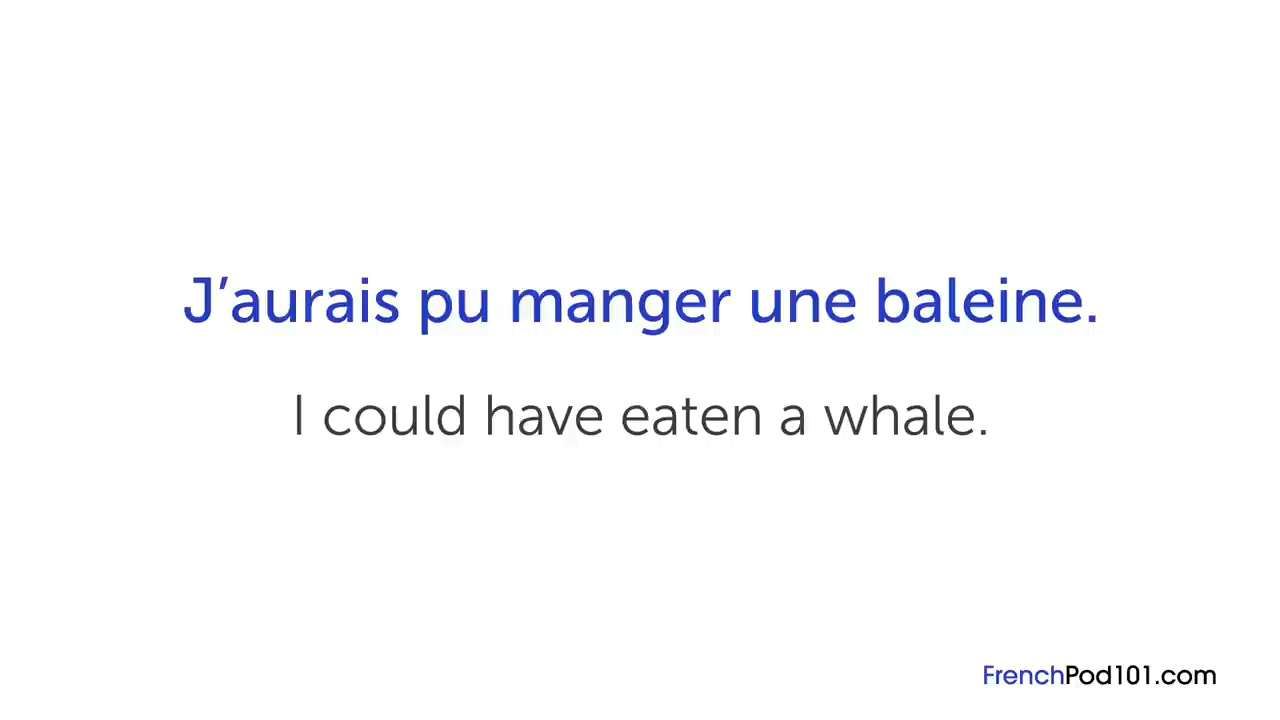 J’aurais pu manger une baleine.
I could have eaten a whale.
FrenchPod101.com